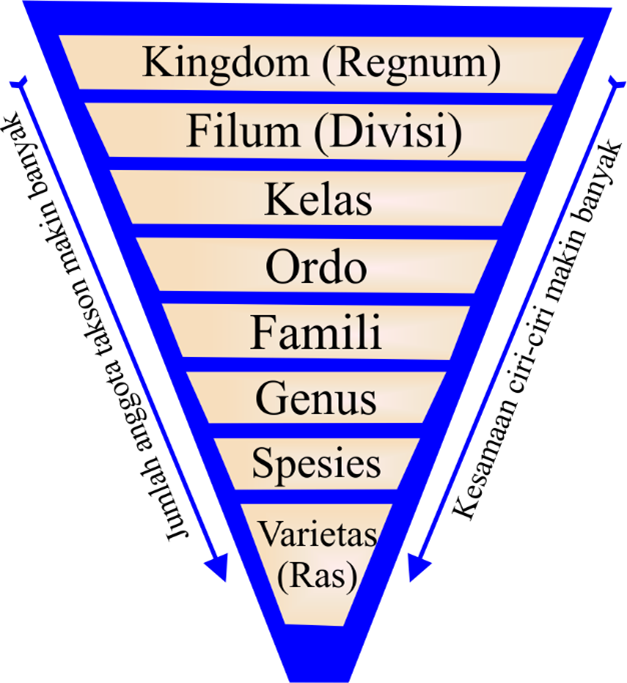 Kingdom (Regnum)
Filum (Divisi)
Kelas
Ordo
Famili
Genus
Spesies
Varietas
(Ras)
Jumlah anggota takson makin banyak
Kesamaan ciri-ciri makin banyak